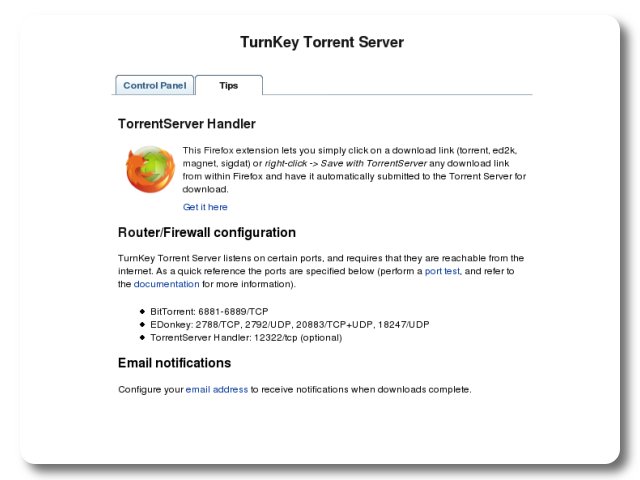 TurnKey Torrent Server
Control Panel
Tips
TorrentServer Handler
This Firefox extension lets you simply click on a download link (torrent, ed2k,
magnet, sigdat) or right-click -> Save with TorrentServer any download link
from within Firefox and have it automatically submitted to the Torrent Server for
download.
Get it here
Router/Firewall configuration
TurnKey Torrent Server listens on certain ports, and requires that they are reachable from the
internet. As a quick reference the ports are specified below (perform a port test, and refer to
the documentation for more information).
• BitTorrent: 6881-6889/TCP
• EDonkey: 2788/TCP, 2792/UDP, 20883/TCP+UDP, 18247/UDP
• TorrentServer Handler: 12322/tcp (optional)
Email notifications
Configure your email address to receive notifications when downloads complete.